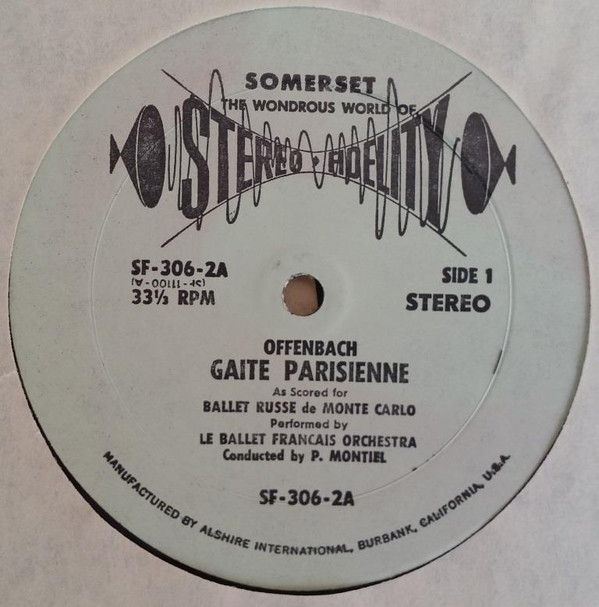 SOMERSET
THE WONDROUS WORLD OF
STEREO-FIDELITY
SF-306-2A
(SF-11100-A)
33⅓ RPM
SIDE 1
STEREO
OFFENBACH
GAITE PARISIENNE
As Scored for
BALLET RUSSE de MONTE CARLO
Performed by
LE BALLET FRANCAIS ORCHESTRA
Conducted by P. MONTIEL
SF-306-2A
MANUFACTURED BY ALSHIRE INTERNATIONAL, BURBANK, CALIFORNIA, U.S.A.